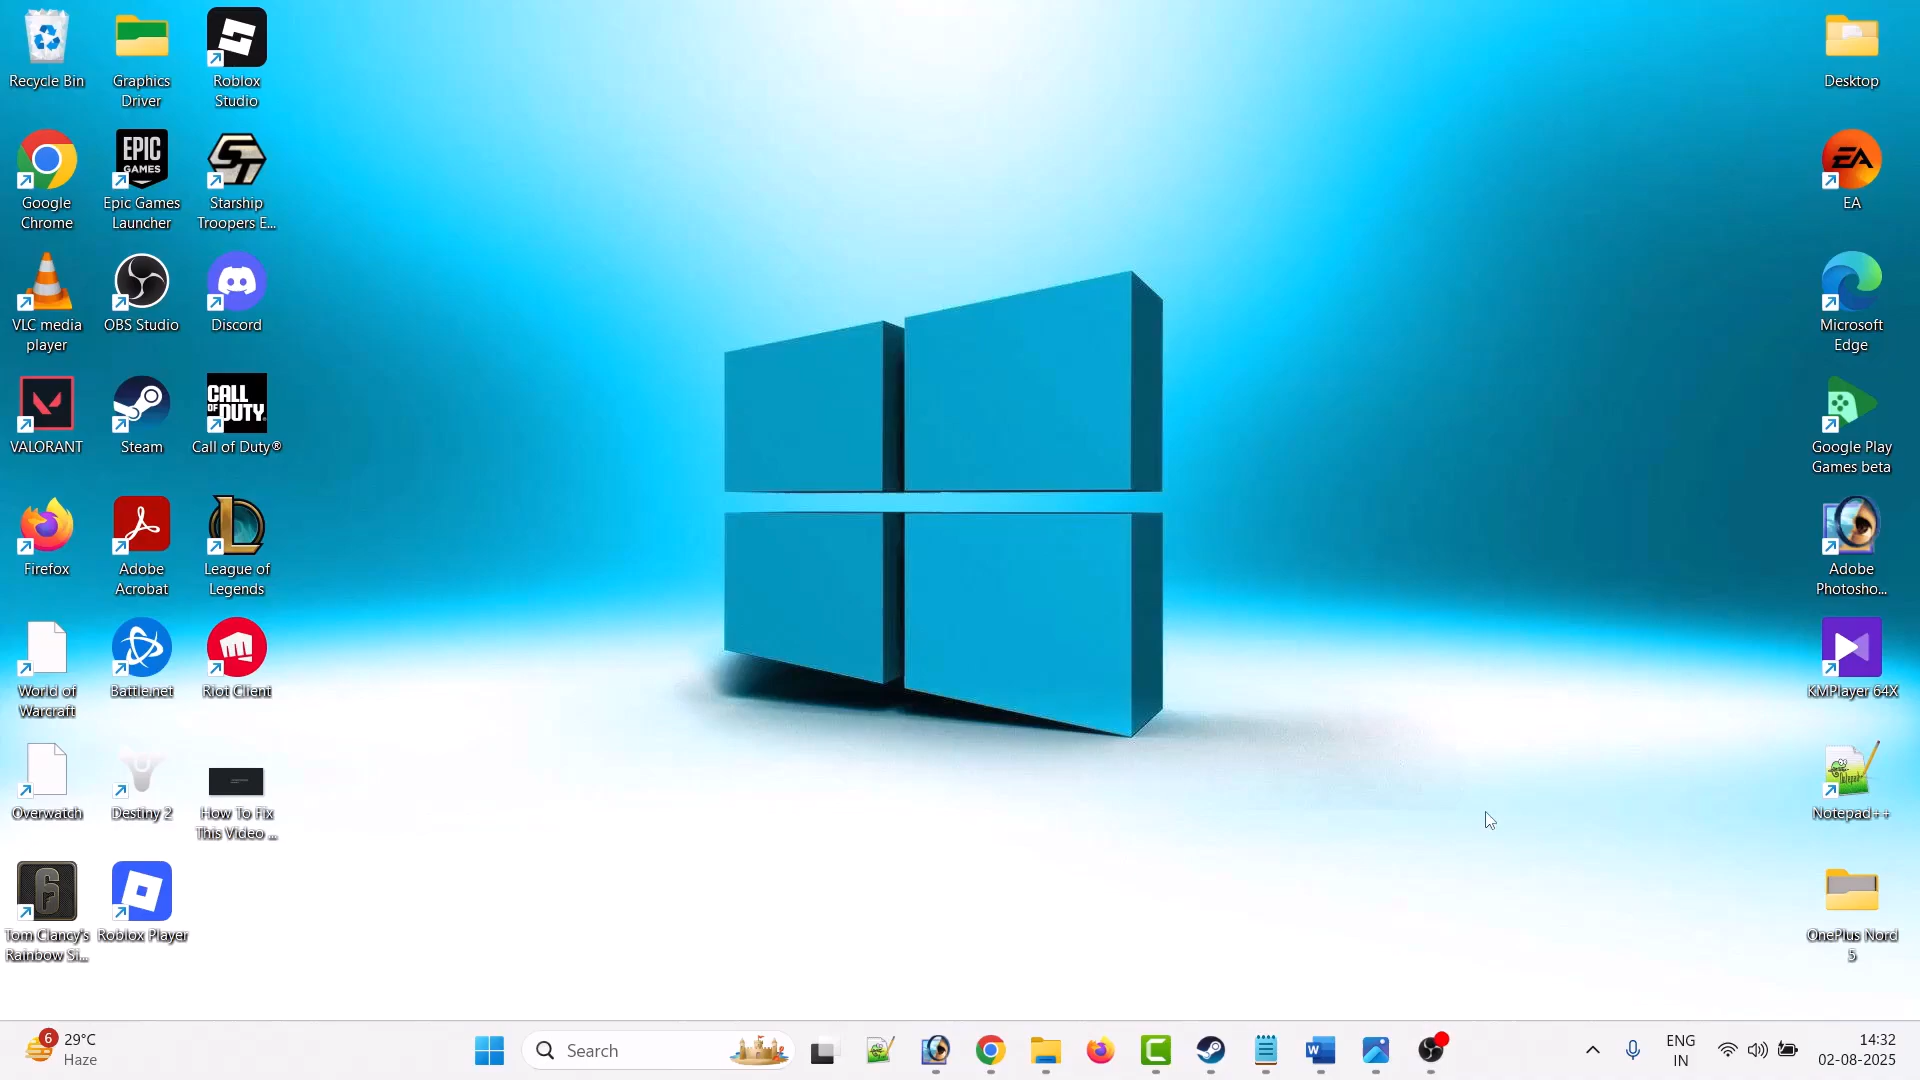 Recycle Bin
Graphics
Driver
Roblox
Studio
Google
Chrome
EPIC
GAMES
Epic Games
Launcher
ST
Starship
Troopers E...
VLC media
player
OBS Studio
Discord
VALORANT
Steam
CALL
OF DUTY
Call of Duty®
Firefox
Adobe
Acrobat
League of
Legends
World of
Warcraft
Battle.net
Riot Client
Overwatch
Destiny 2
How To Fix
This Video ...
6
Tom Clancy's
Rainbow Si...
Roblox Player
Desktop
EA
EA
Microsoft
Edge
Google Play
Games beta
Adobe
Photosho...
KMPlayer 64X
Notepad++
OnePlus Nord
5
6
29°C
Haze
Search
W
ENG
IN
14:32
02-08-2025